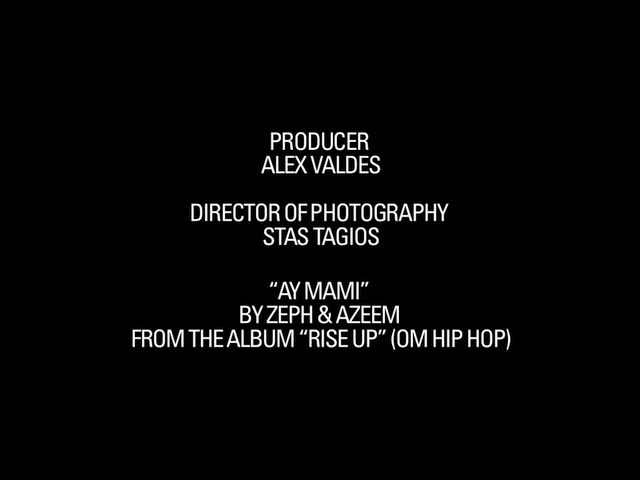 PRODUCER
ALEX VALDES
DIRECTOR OF PHOTOGRAPHY
STAS TAGIOS
“AY MAMI”
BY ZEPH & AZEEM
FROM THE ALBUM “RISE UP” (OM HIP HOP)